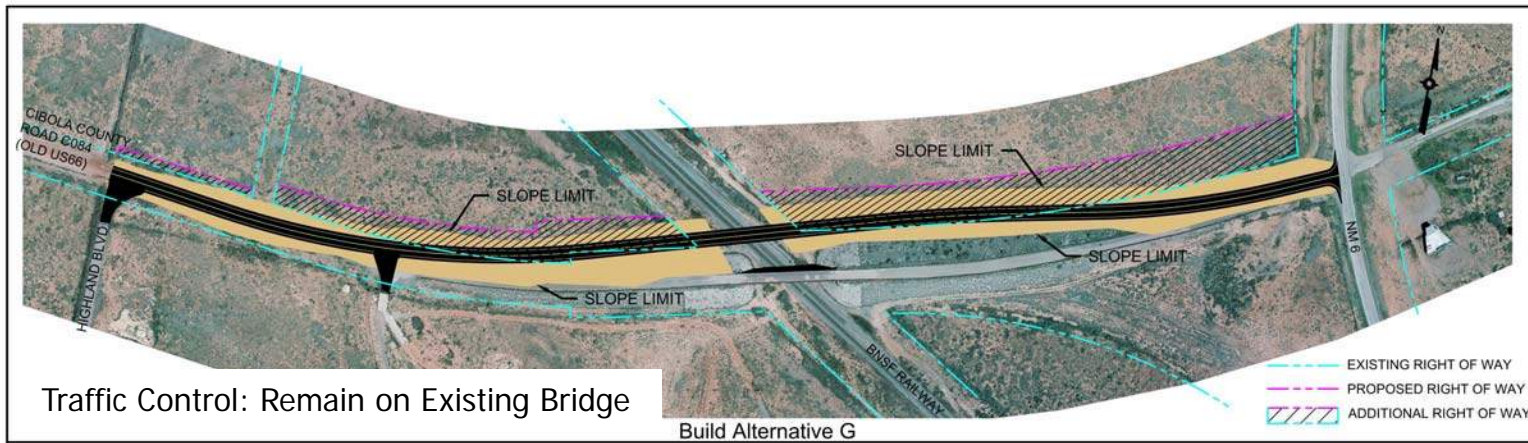 CIBOLA COUNTY
ROAD C084
(OLD US66)
HIGHLAND BLVD
SLOPE LIMIT
SLOPE LIMIT
SLOPE LIMIT
SLOPE LIMIT
BNSF RAILWAY
NM 6
N
EXISTING RIGHT OF WAY
PROPOSED RIGHT OF WAY
ADDITIONAL RIGHT OF WAY
Traffic Control: Remain on Existing Bridge
Build Alternative G